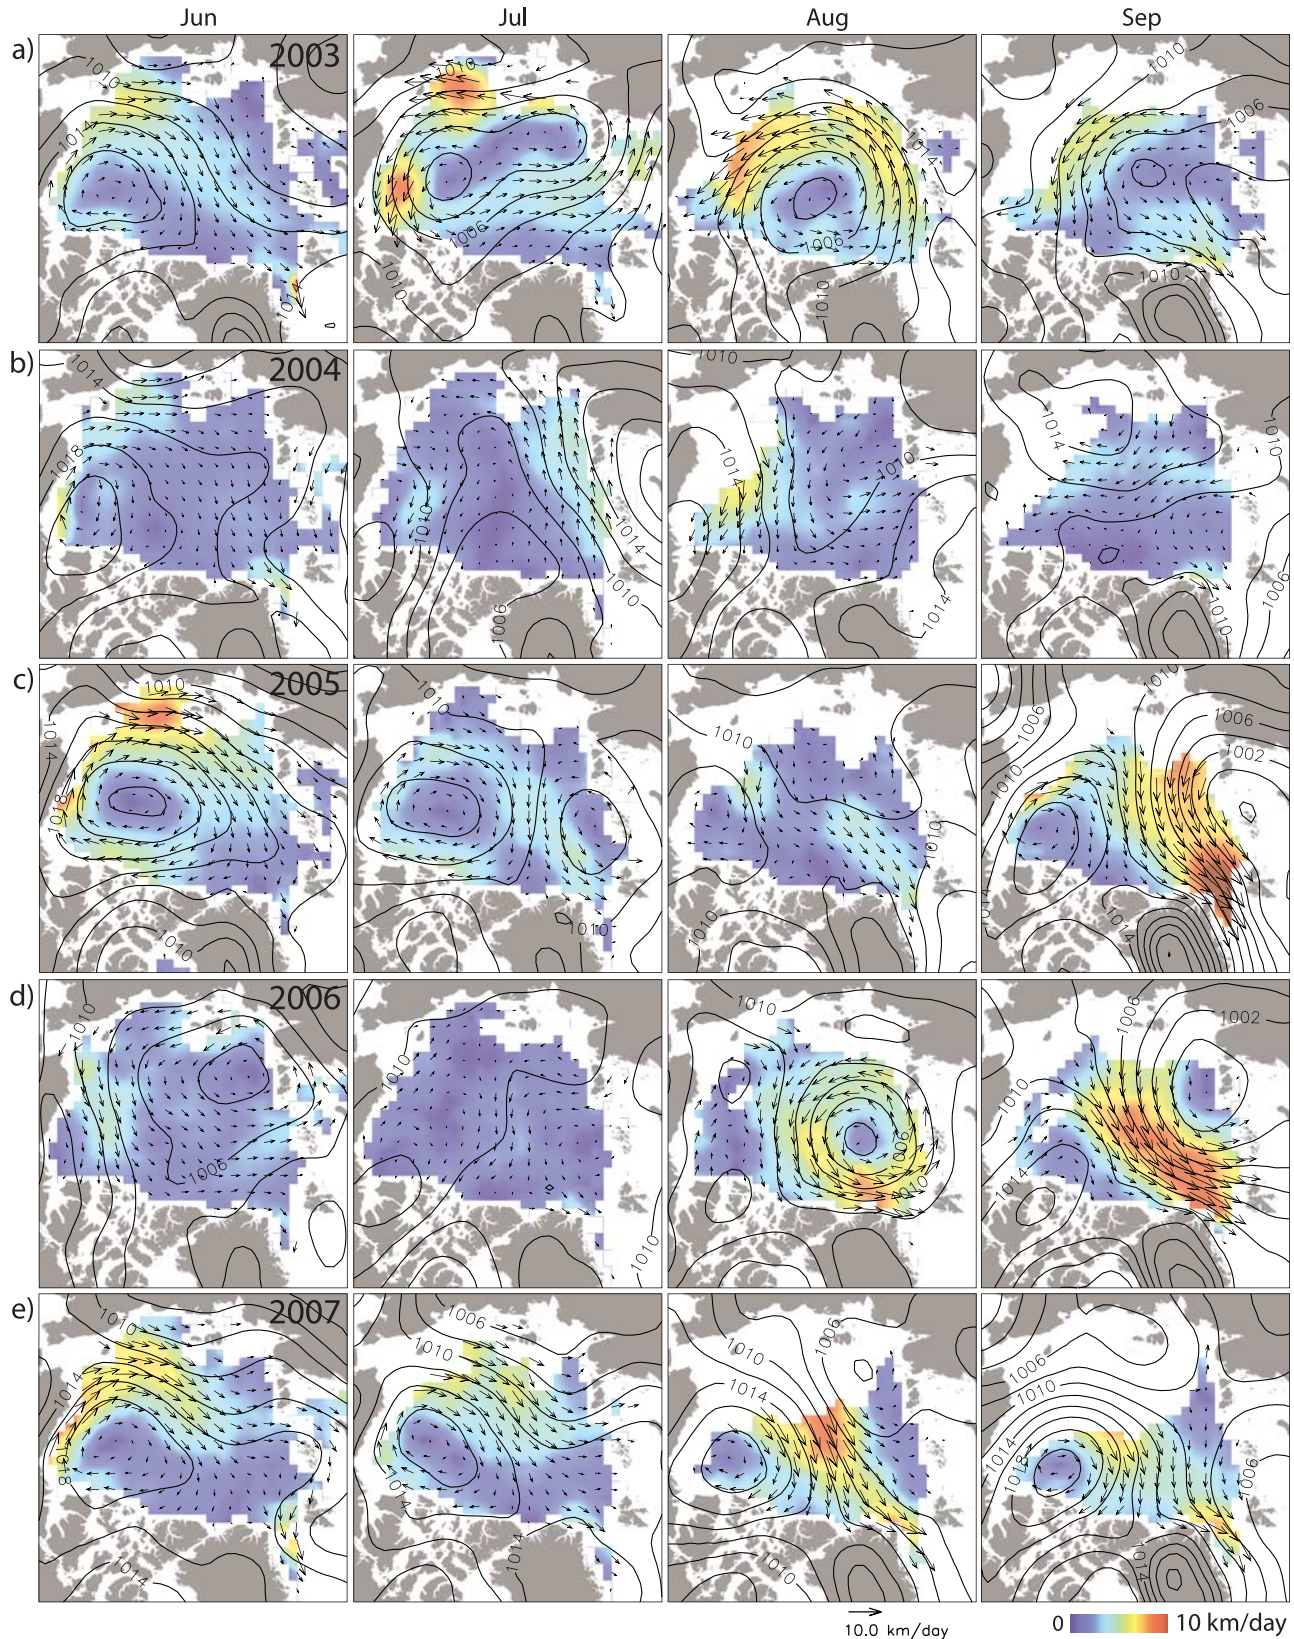 Jun Jul Aug Sep
a) 2003
1010 1014 1010 1006 1010 1014 1006 1010 1010 1006 1010
b) 2004
1014 1018 1010 1006 1014 1010 1010 1014 1010 1014 1014 1010 1010 1006
c) 2005
1010 1014 1018 1010 1010 1010 1010 1010 1006 1010 1010 1006 1002 1014 1014
d) 2006
1010 1006 1010 1010 1010 1006 1010 1006 1002 1010 1014
e) 2007
1010 1014 1018 1014 1006 1010 1014 1014 1006 1010 1014 1010 1006 1010 1014 1018 1006 1014
10.0 km/day
0 10 km/day